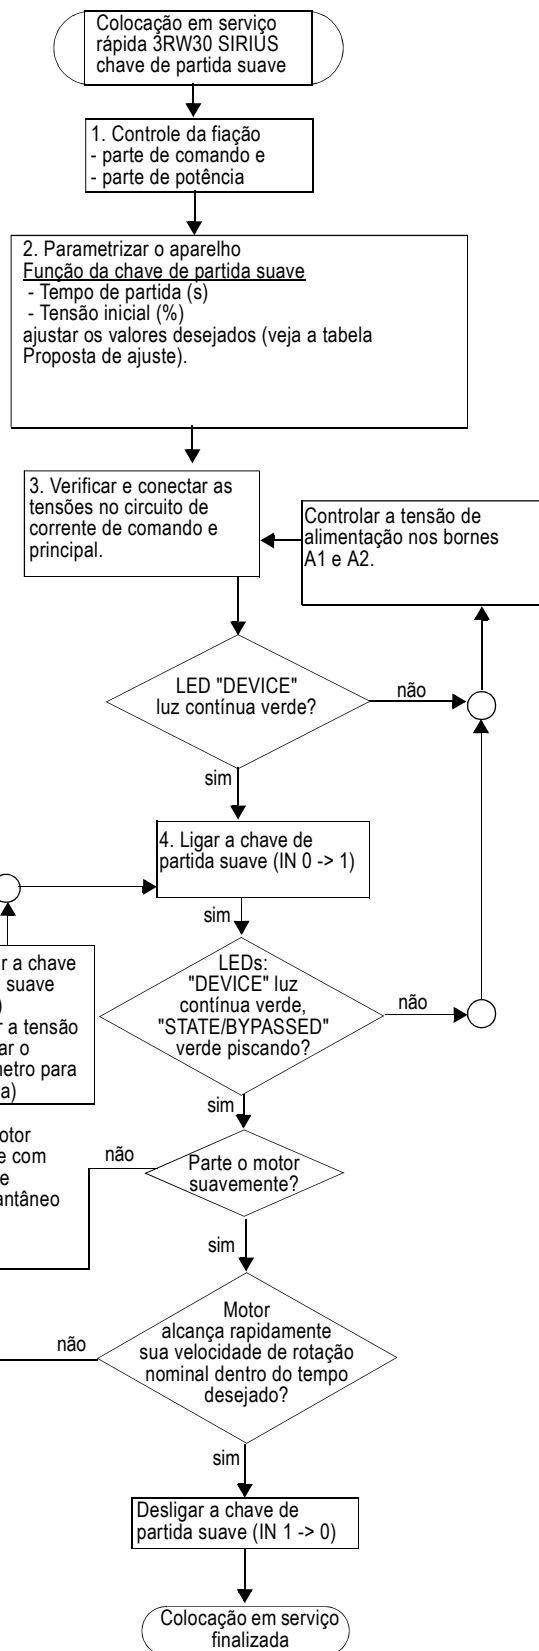 Colocação em serviço
rápida 3RW30 SIRIUS
chave de partida suave
1. Controle da fiação
- parte de comando e
- parte de potência
2. Parametrizar o aparelho
Função da chave de partida suave
- Tempo de partida (s)
- Tensão inicial (%)
ajustar os valores desejados (veja a tabela
Proposta de ajuste).
3. Verificar e conectar as
tensões no circuito de
corrente de comando e
principal.
Controlar a tensão de
alimentação nos bornes
A1 e A2.
LED "DEVICE"
luz contínua verde?
não
sim
4. Ligar a chave de
partida suave (IN 0 -> 1)
sim
LEDs:
"DEVICE" luz
contínua verde,
"STATE/BYPASSED"
verde piscando?
não
r a chave
suave
)
r a tensão
ar o
netro para
a)
sim
otor
e com
e
antâneo
não
Parte o motor
suavemente?
sim
Motor
alcança rapidamente
sua velocidade de rotação
nominal dentro do tempo
desejado?
não
sim
Desligar a chave de
partida suave (IN 1 -> 0)
Colocação em serviço
finalizada